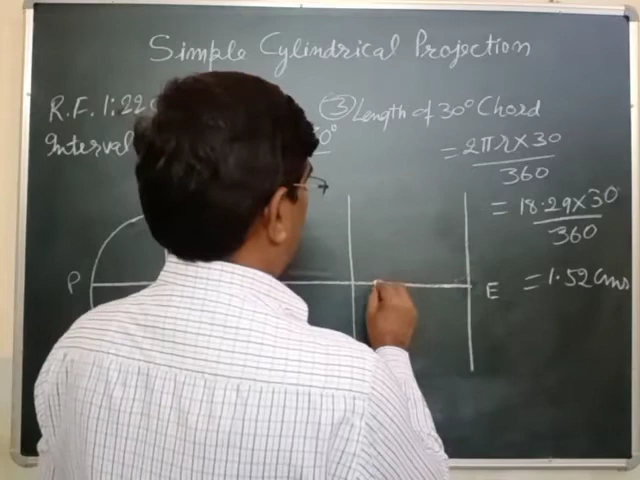 Simple Cylindrical Projection
R.F. 1:22
Interval
③ Length of 30° Chord
= 2πr×30
360
= 18.29×30
360
= 1.52 cms
P
E